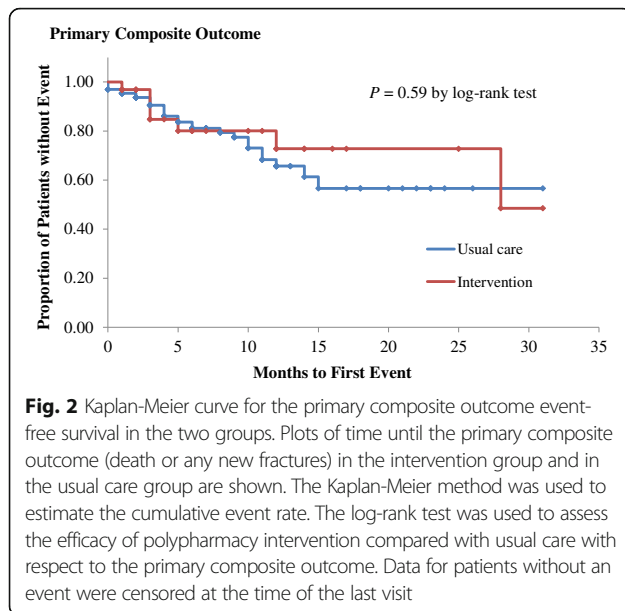 Primary Composite Outcome
Proportion of Patients without Event
1.00
0.80
0.60
0.40
0.20
0.00
P = 0.59 by log-rank test
Usual care
Intervention
0 5 10 15 20 25 30 35
Months to First Event
Fig. 2 Kaplan-Meier curve for the primary composite outcome event-
free survival in the two groups. Plots of time until the primary composite
outcome (death or any new fractures) in the intervention group and in
the usual care group are shown. The Kaplan-Meier method was used to
estimate the cumulative event rate. The log-rank test was used to assess
the efficacy of polypharmacy intervention compared with usual care with
respect to the primary composite outcome. Data for patients without an
event were censored at the time of the last visit